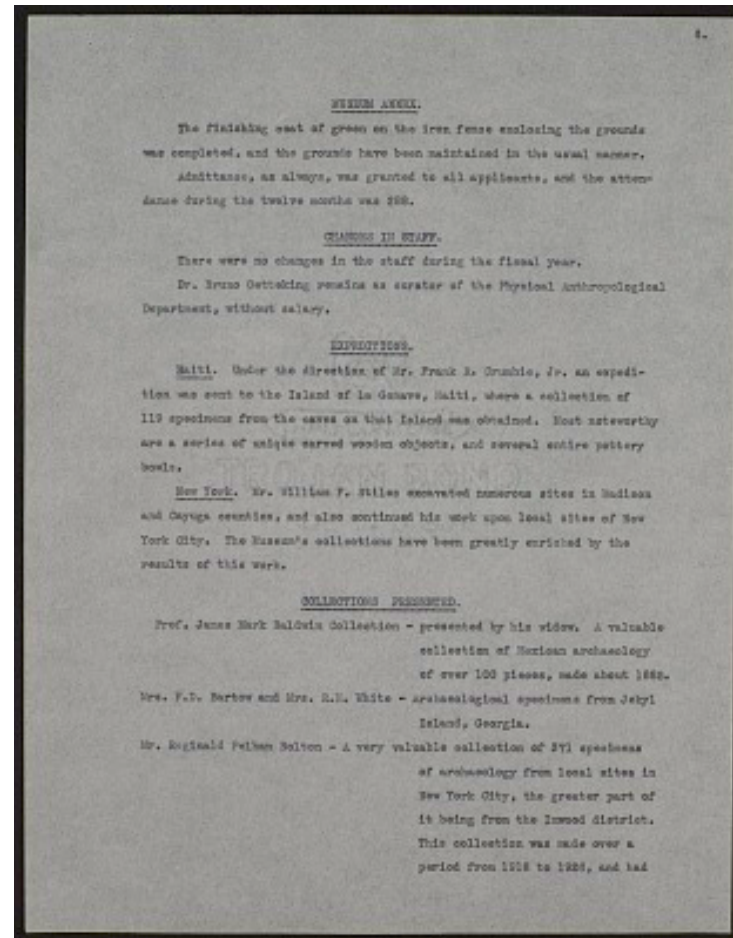 MUSEUM ANNEX.
The finishing coat of green on the iron fence enclosing the grounds
was completed, and the grounds have been maintained in the usual manner.
Admittance, as always, was granted to all applicants, and the atten-
dance during the twelve months was
CHANGES IN STAFF.
There were no changes in the staff during the fiscal year.
Dr. Bruno Oetteking remains as curator of the Physical Anthropological
Department, without salary.
EXPEDITIONS.
Haiti. Under the direction of Mr. Frank R. Crumbie, Jr. an expedi-
tion was sent to the Island of la Gonave, Haiti, where a collection of
119 specimens from the caves on that Island was obtained. Most noteworthy
are a series of unique carved wooden objects, and several entire pottery
bowls.
New York. Mr. William F. Stiles excavated numerous sites in Madison
and Cayuga counties, and also continued his work upon local sites of New
York City. The Museum's collections have been greatly enriched by the
results of this work.
COLLECTIONS PRESENTED.
Prof. James Mark Baldwin Collection - presented by his widow. A valuable
collection of Mexican archaeology
of over 100 pieces, made about
Mrs. F.D. Bartow and Mrs. R.H. White - Archaeological specimens from Jekyl
Island, Georgia.
Mr. Reginald Pelham Bolton - A very valuable collection of 371 specimens
of archaeology from local sites in
New York City, the greater part of
it being from the Inwood district.
This collection was made over a
period from to and had